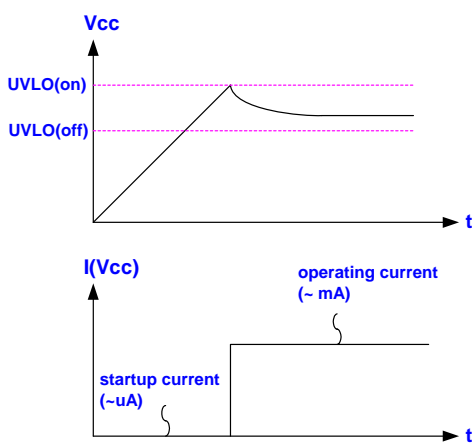 Vcc
UVLO(on)
UVLO(off)
t
I(Vcc)
operating current
(~ mA)
startup current
(~uA)
t